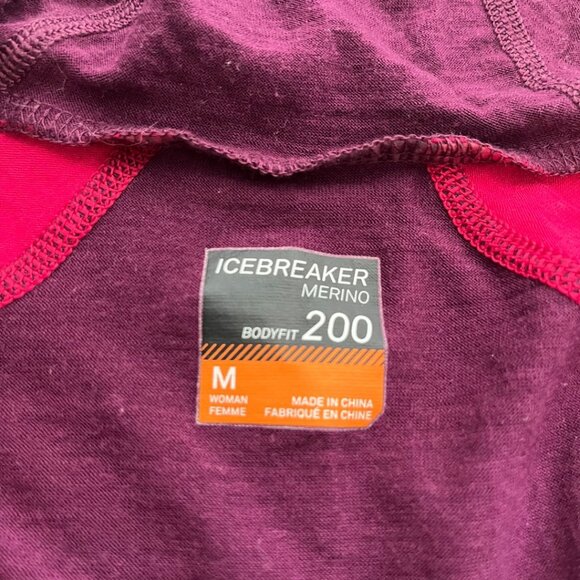 ICEBREAKER
MERINO
BODYFIT 200
M
WOMAN
FEMME
MADE IN CHINA
FABRIQUÉ EN CHINE